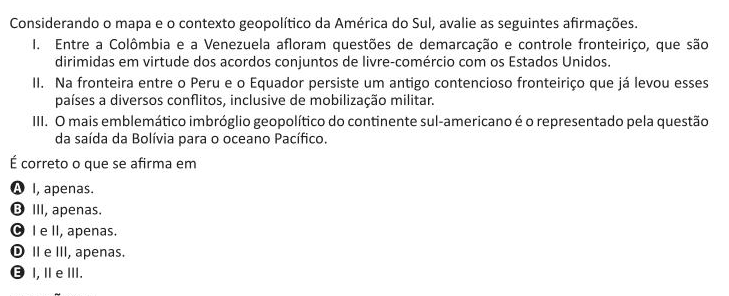 Considerando o mapa e o contexto geopolítico da América do Sul, avalie as seguintes afirmações.
I. Entre a Colômbia e a Venezuela afloram questões de demarcação e controle fronteiriço, que são
dirimidas em virtude dos acordos conjuntos de livre-comércio com os Estados Unidos.
II. Na fronteira entre o Peru e o Equador persiste um antigo contencioso fronteiriço que já levou esses
países a diversos conflitos, inclusive de mobilização militar.
III. O mais emblemático imbróglio geopolítico do continente sul-americano é o representado pela questão
da saída da Bolívia para o oceano Pacífico.
É correto o que se afirma em
A I, apenas.
B III, apenas.
C I e II, apenas.
D II e III, apenas.
E I, II e III.